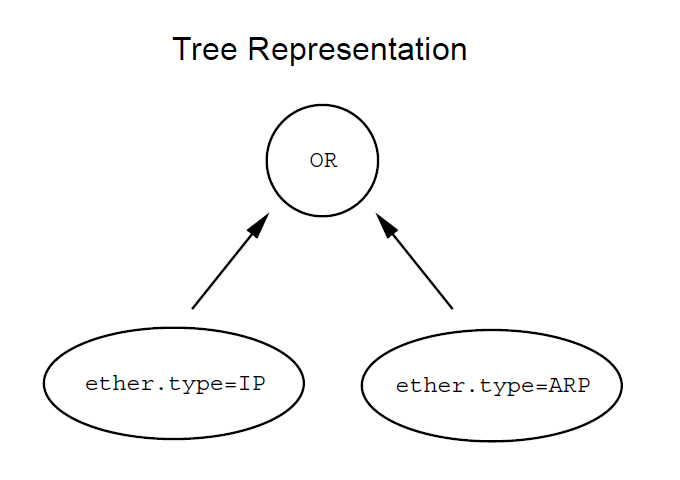 Tree Representation
OR
ether.type=IP
ether.type=ARP